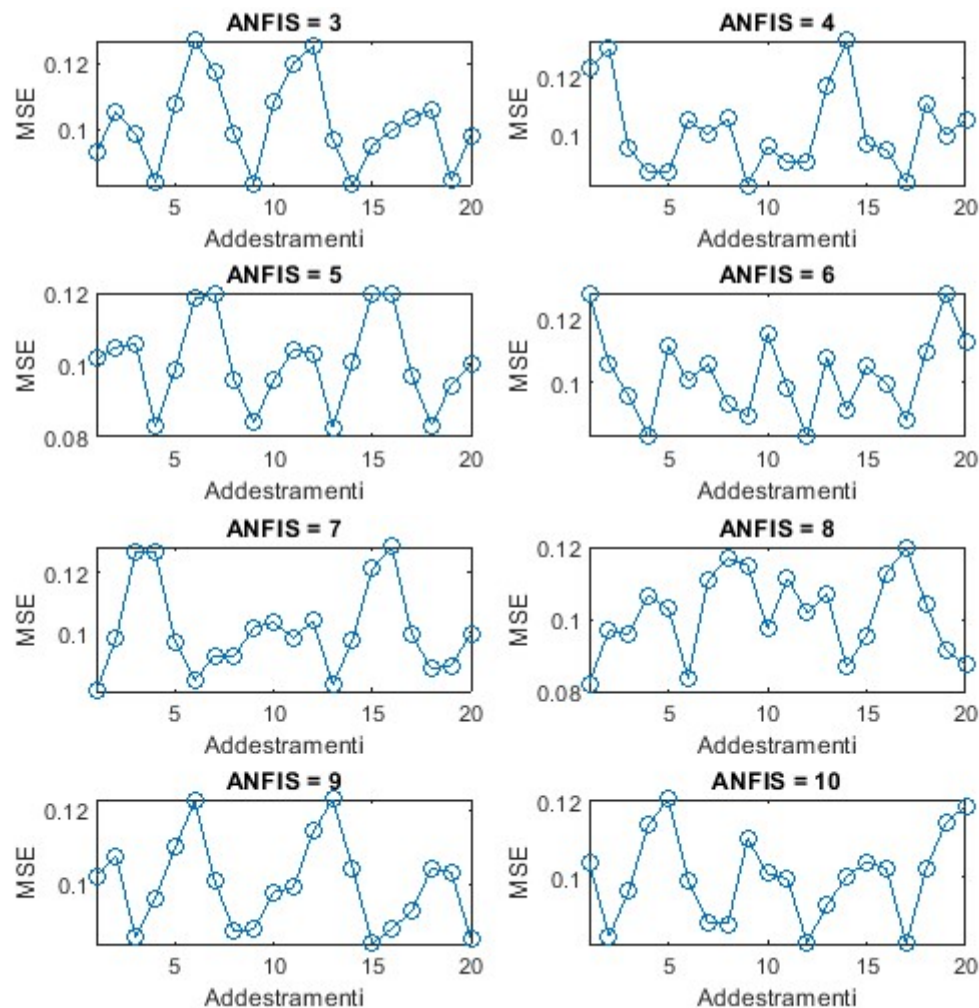 ANFIS = 3
0.12
0.1
MSE
5 10 15 20
Addestramenti
ANFIS = 4
0.12
0.1
MSE
5 10 15 20
Addestramenti
ANFIS = 5
0.12
0.1
0.08
MSE
5 10 15 20
Addestramenti
ANFIS = 6
0.12
0.1
MSE
5 10 15 20
Addestramenti
ANFIS = 7
0.12
0.1
MSE
5 10 15 20
Addestramenti
ANFIS = 8
0.12
0.1
0.08
MSE
5 10 15 20
Addestramenti
ANFIS = 9
0.12
0.1
MSE
5 10 15 20
Addestramenti
ANFIS = 10
0.12
0.1
MSE
5 10 15 20
Addestramenti